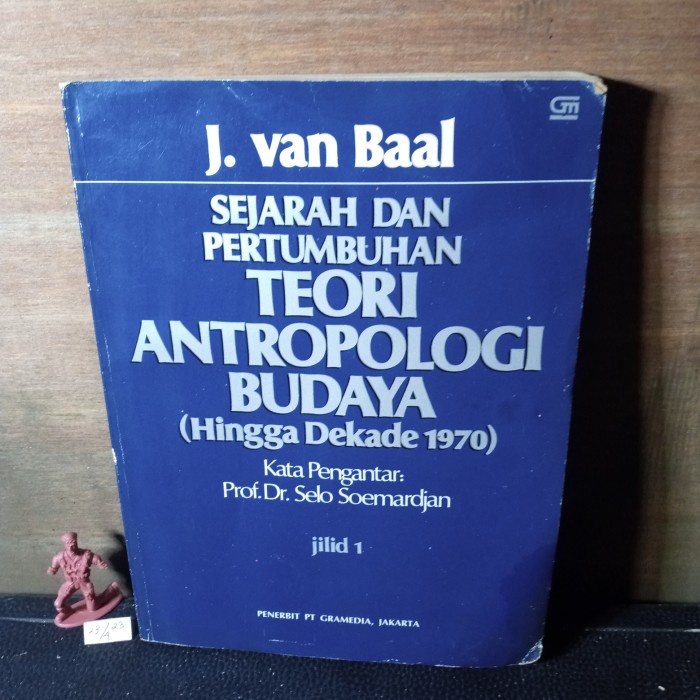 GM
J. van Baal
SEJARAH DAN
PERTUMBUHAN
TEORI
ANTROPOLOGI
BUDAYA
(Hingga Dekade 1970)
Kata Pengantar:
Prof. Dr. Selo Soemardjan
jilid 1
PENERBIT PT GRAMEDIA, JAKARTA